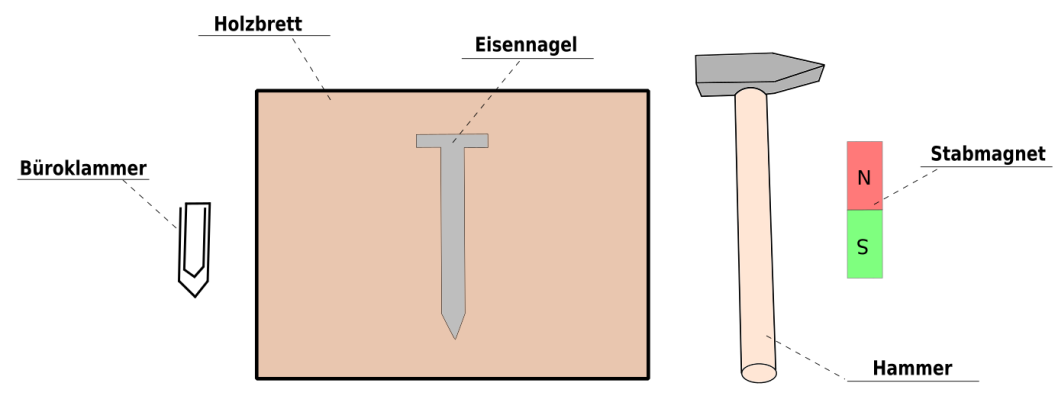 Holzbrett
Eisennagel
Büroklammer
Stabmagnet
N
S
Hammer